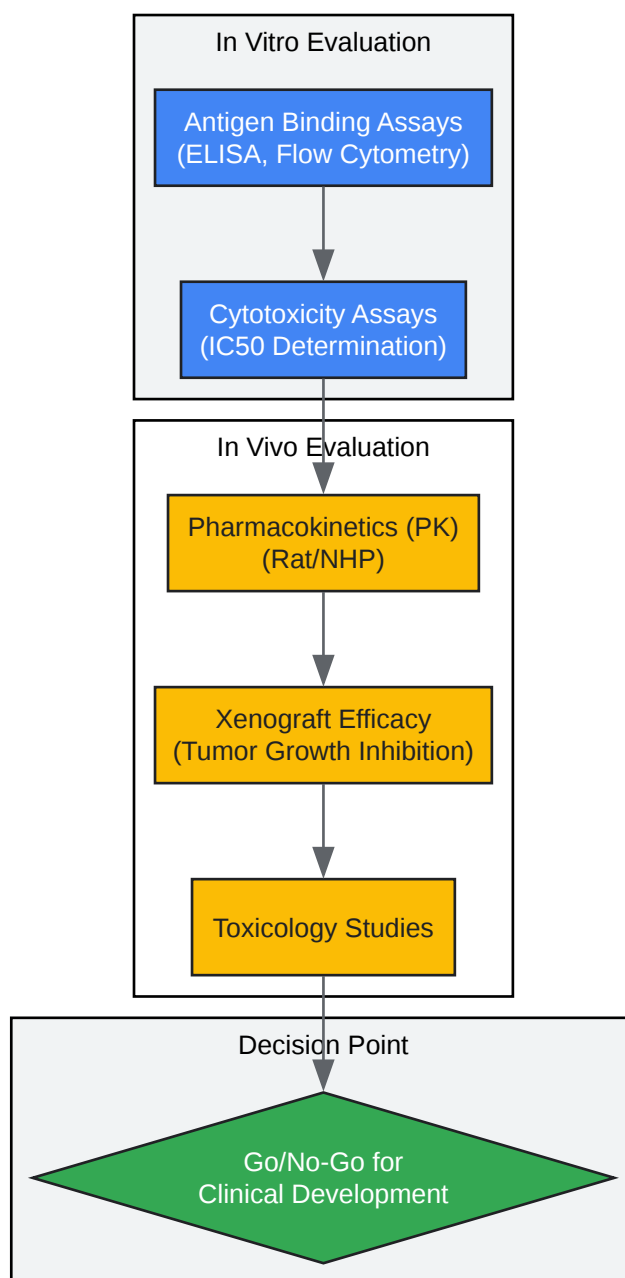 In Vitro Evaluation
Antigen Binding Assays
(ELISA, Flow Cytometry)
Cytotoxicity Assays
(IC50 Determination)
In Vivo Evaluation
Pharmacokinetics (PK)
(Rat/NHP)
Xenograft Efficacy
(Tumor Growth Inhibition)
Toxicology Studies
Decision Point
Go/No-Go for
Clinical Development